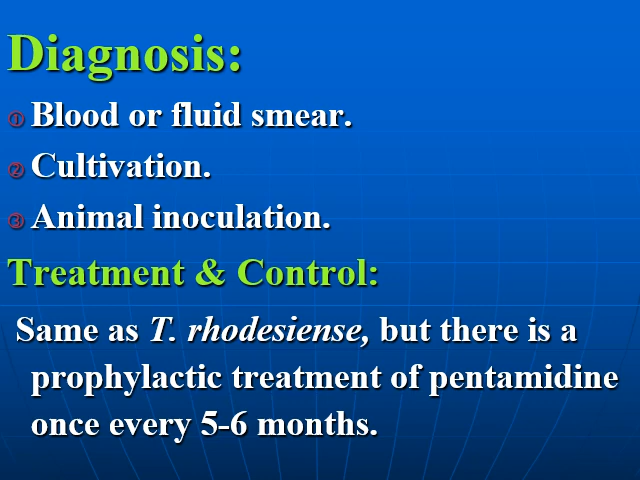 Diagnosis:
① Blood or fluid smear.
② Cultivation.
③ Animal inoculation.
Treatment & Control:
Same as T. rhodesiense, but there is a
prophylactic treatment of pentamidine
once every 5-6 months.